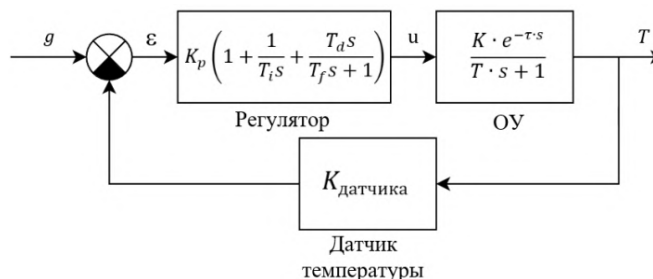 g
ε
K_p (1 + 1/(T_i s) + T_d s/(T_f s + 1))
u
K · e^{-τ·s}/(T · s + 1)
T
Регулятор
ОУ
K_датчика
Датчик
температуры